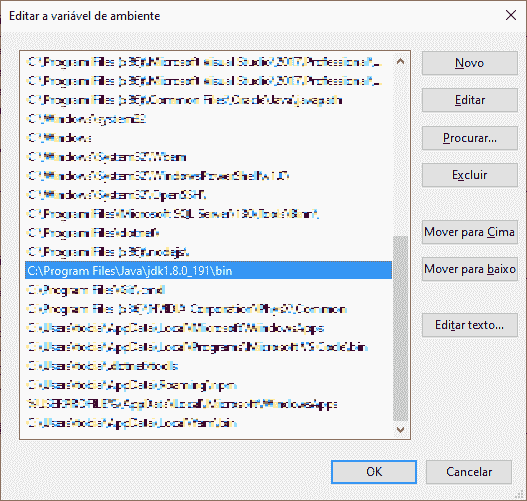 Editar a variável de ambiente
C:\Program Files (x86)\Microsoft Visual Studio\2017\Professional\...
C:\Program Files (x86)\Microsoft Visual Studio\2017\Professional\...
C:\Program Files (x86)\Common Files\Oracle\Java\javapath
C:\Windows\system32
C:\Windows
C:\Windows\System32\Wbem
C:\Windows\System32\WindowsPowerShell\v1.0\
C:\Windows\System32\OpenSSH\
C:\Program Files\Microsoft SQL Server\130\Tools\Binn\
C:\Program Files\dotnet\
C:\Program Files (x86)\nodejs\
C:\Program Files\Java\jdk1.8.0_191\bin
C:\Program Files\Git\cmd
C:\Program Files (x86)\NVIDIA Corporation\PhysX\Common
C:\Users\tobia\AppData\Local\Microsoft\WindowsApps
C:\Users\tobia\AppData\Local\Programs\Microsoft VS Code\bin
C:\Users\tobia\.dotnet\tools
C:\Users\tobia\AppData\Roaming\npm
%USERPROFILE%\AppData\Local\Microsoft\WindowsApps
C:\Users\tobia\AppData\Local\Yarn\bin
Novo
Editar
Procurar...
Excluir
Mover para Cima
Mover para baixo
Editar texto...
OK
Cancelar